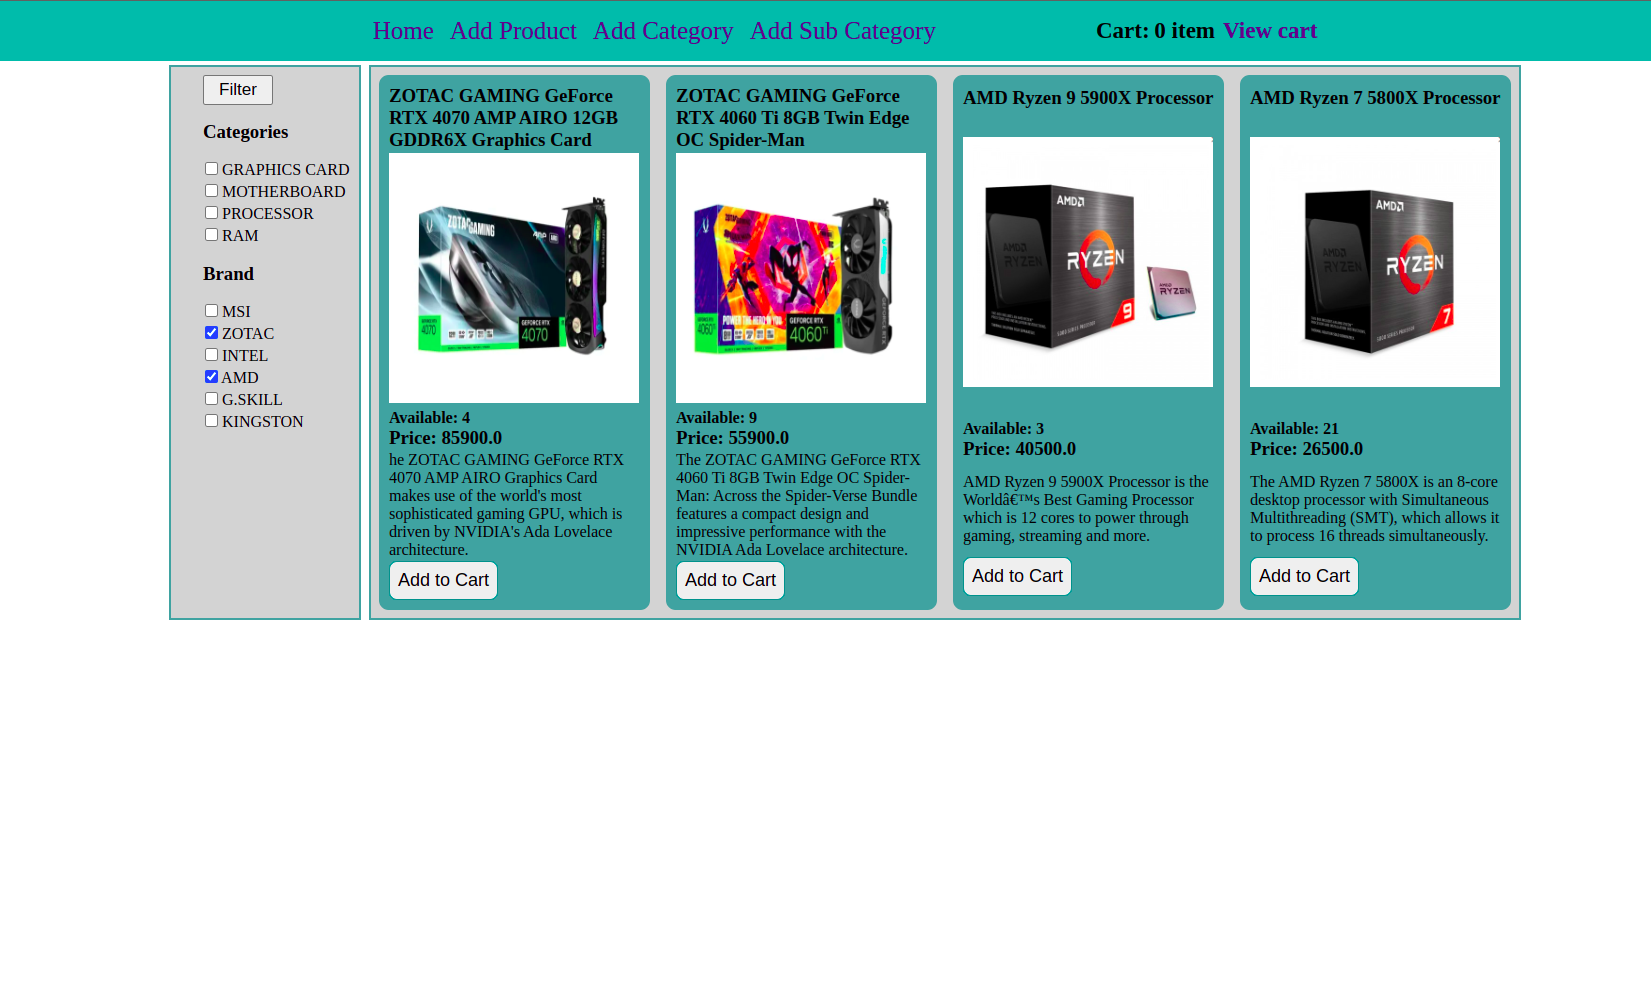 Home Add Product Add Category Add Sub Category Cart: 0 item View cart
Filter
Categories
GRAPHICS CARD
MOTHERBOARD
PROCESSOR
RAM
Brand
MSI
ZOTAC
INTEL
AMD
G.SKILL
KINGSTON
ZOTAC GAMING GeForce
RTX 4070 AMP AIRO 12GB
GDDR6X Graphics Card
ZOTAC GAMING
AMP
GEFORCE RTX
4070
4070
Available: 4
Price: 85900.0
he ZOTAC GAMING GeForce RTX
4070 AMP AIRO Graphics Card
makes use of the world's most
sophisticated gaming GPU, which is
driven by NVIDIA's Ada Lovelace
architecture.
Add to Cart
ZOTAC GAMING GeForce
RTX 4060 Ti 8GB Twin Edge
OC Spider-Man
GEFORCE RTX
4060Ti
4060Ti
Available: 9
Price: 55900.0
The ZOTAC GAMING GeForce RTX
4060 Ti 8GB Twin Edge OC Spider-
Man: Across the Spider-Verse Bundle
features a compact design and
impressive performance with the
NVIDIA Ada Lovelace architecture.
Add to Cart
AMD Ryzen 9 5900X Processor
AMD
AMD
RYZEN
RYZEN
9
AMD
RYZEN
Available: 3
Price: 40500.0
AMD Ryzen 9 5900X Processor is the
Worldâ€™s Best Gaming Processor
which is 12 cores to power through
gaming, streaming and more.
Add to Cart
AMD Ryzen 7 5800X Processor
AMD
AMD
RYZEN
RYZEN
7
Available: 21
Price: 26500.0
The AMD Ryzen 7 5800X is an 8-core
desktop processor with Simultaneous
Multithreading (SMT), which allows it
to process 16 threads simultaneously.
Add to Cart